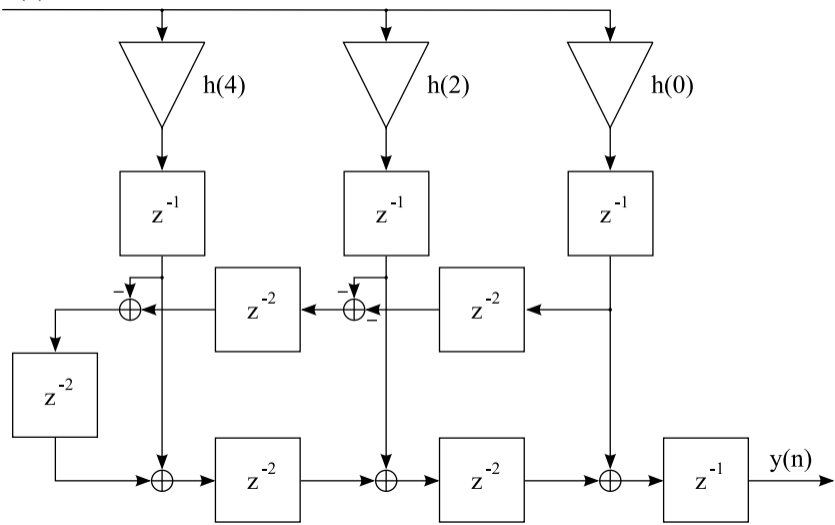 h(4)
h(2)
h(0)
z⁻¹
z⁻¹
z⁻¹
−
−
z⁻²
z⁻²
−
z⁻²
z⁻²
z⁻²
z⁻¹
y(n)